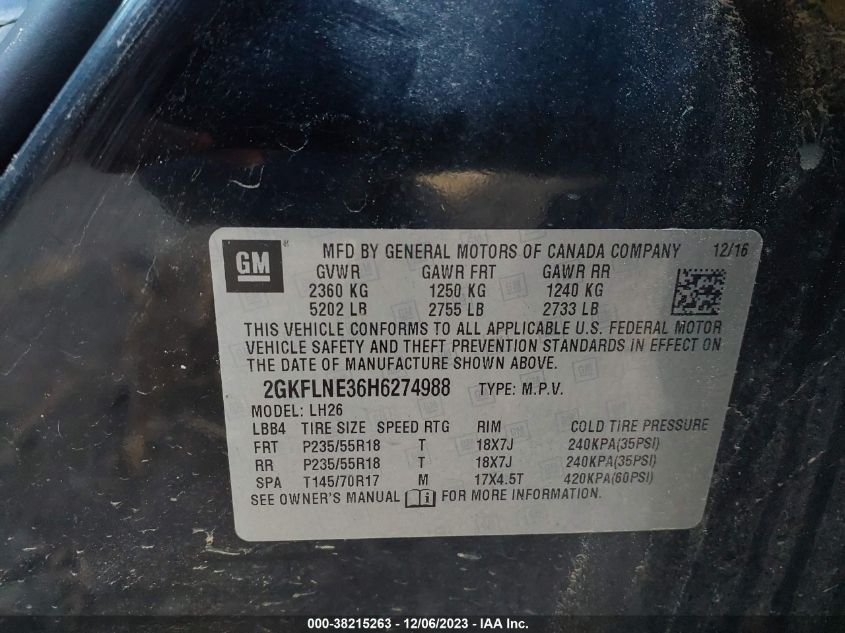 GM ® MFD BY GENERAL MOTORS OF CANADA COMPANY 12/16
GVWR GAWR FRT GAWR RR
2360 KG 1250 KG 1240 KG
5202 LB 2755 LB 2733 LB
THIS VEHICLE CONFORMS TO ALL APPLICABLE U.S. FEDERAL MOTOR
VEHICLE SAFETY AND THEFT PREVENTION STANDARDS IN EFFECT ON
THE DATE OF MANUFACTURE SHOWN ABOVE.
2GKFLNE36H6274988 TYPE: M.P.V.
MODEL: LH26
LBB4 TIRE SIZE SPEED RTG RIM COLD TIRE PRESSURE
FRT P235/55R18 T 18X7J 240KPA(35PSI)
RR P235/55R18 T 18X7J 240KPA(35PSI)
SPA T145/70R17 M 17X4.5T 420KPA(60PSI)
SEE OWNER'S MANUAL FOR MORE INFORMATION.
000-38215263 - 12/06/2023 - IAA Inc.